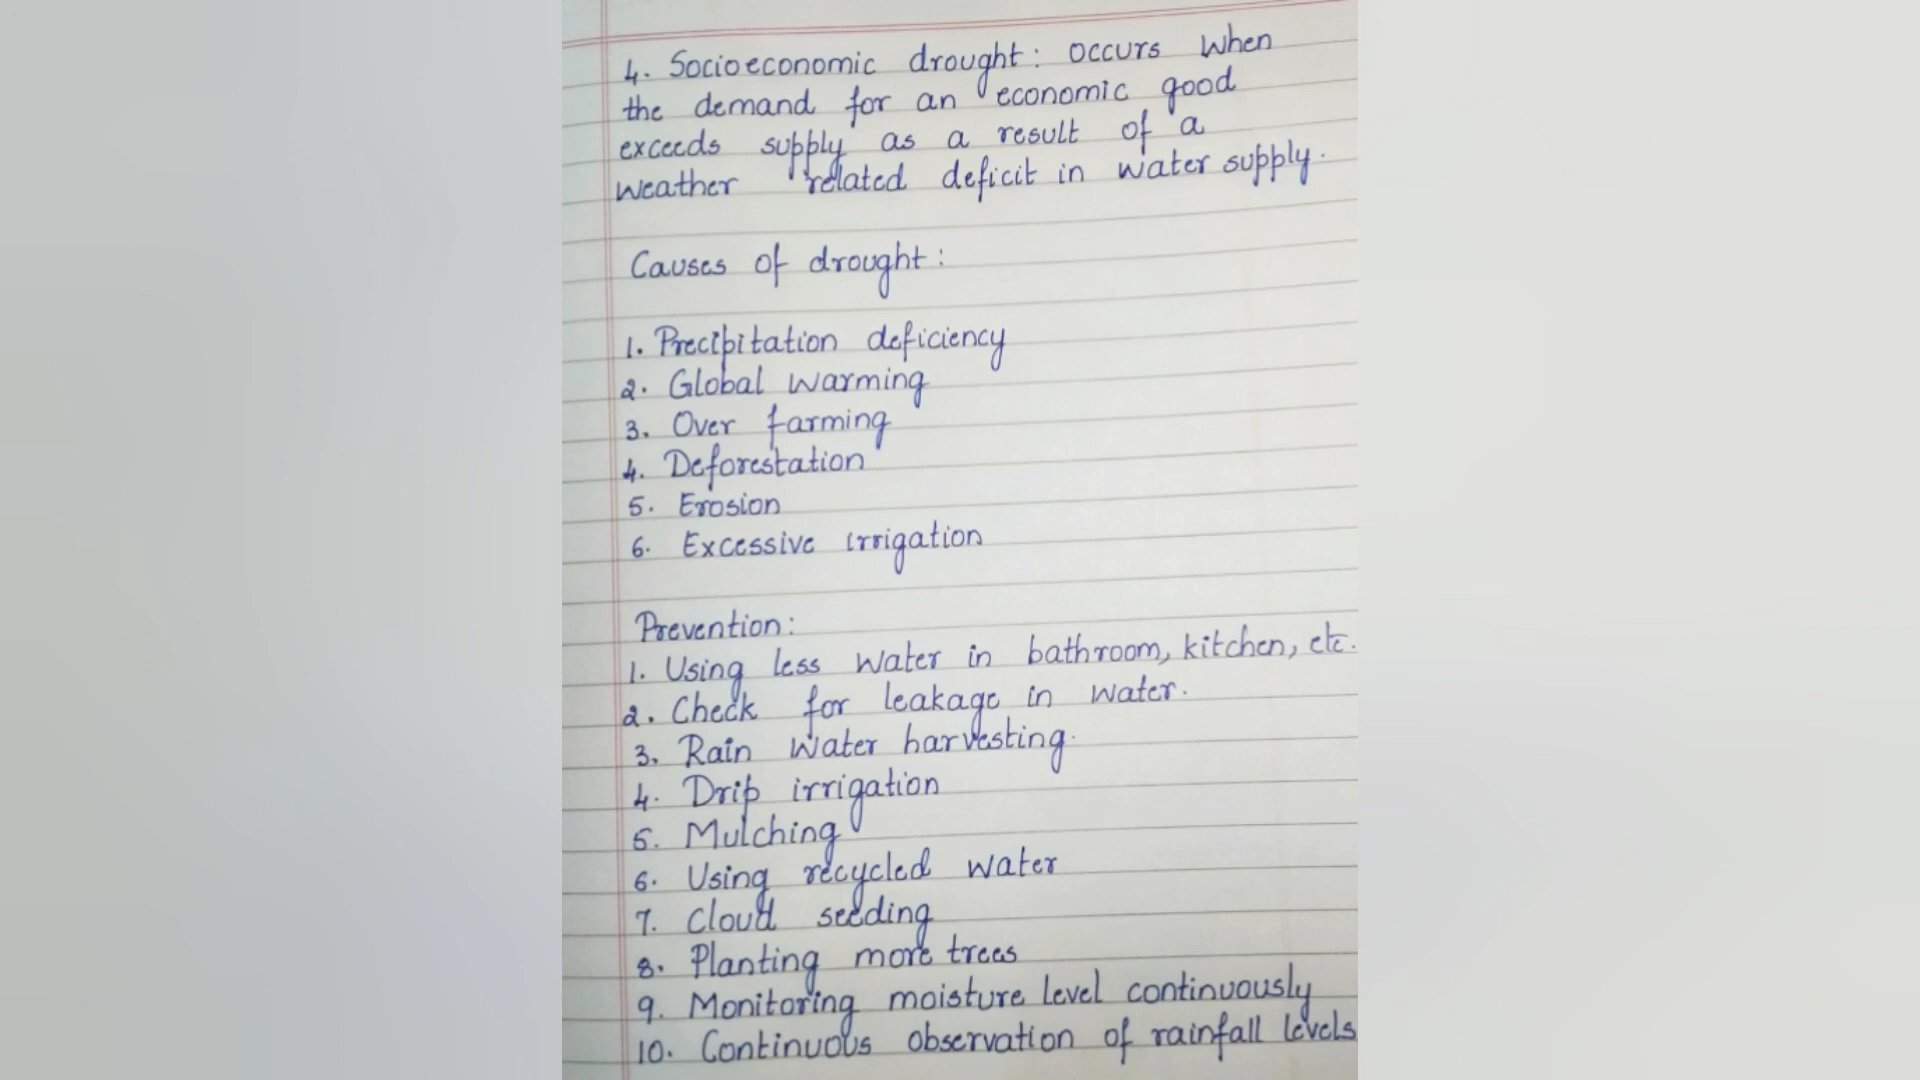 4. Socioeconomic drought: occurs when
the demand for an economic good
exceeds supply as a result of a
weather related deficit in water supply.
Causes of drought:
1. Precipitation deficiency
2. Global warming
3. Over farming
4. Deforestation
5. Erosion
6. Excessive irrigation
Prevention:
1. Using less water in bathroom, kitchen, etc.
2. Check for leakage in water.
3. Rain water harvesting.
4. Drip irrigation
5. Mulching
6. Using recycled water
7. Cloud seeding
8. Planting more trees
9. Monitoring moisture level continuously
10. Continuous observation of rainfall levels